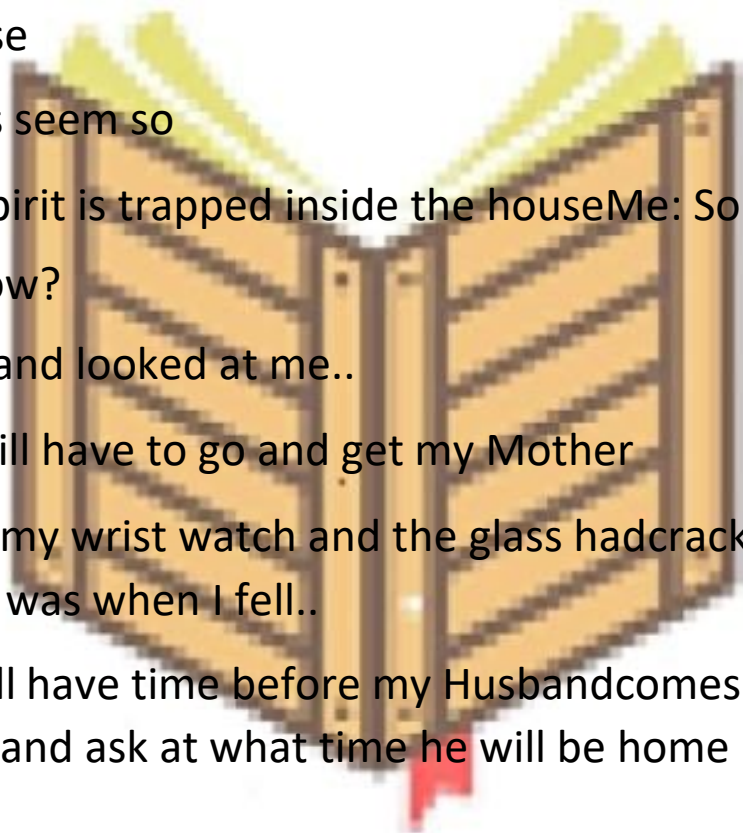 se
s seem so
pirit is trapped inside the houseMe: So
ow?
and looked at me..
ill have to go and get my Mother
my wrist watch and the glass hadcrack
was when I fell..
ll have time before my Husbandcomes
and ask at what time he will be home